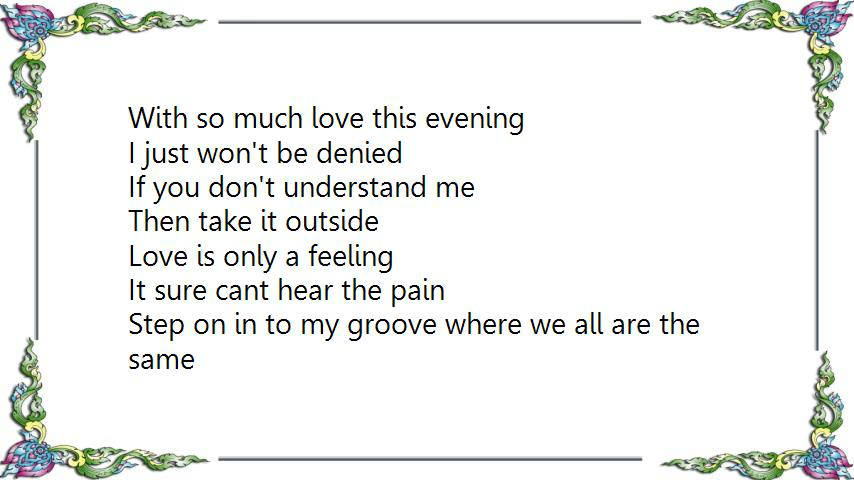 With so much love this evening
I just won't be denied
If you don't understand me
Then take it outside
Love is only a feeling
It sure cant hear the pain
Step on in to my groove where we all are the
same